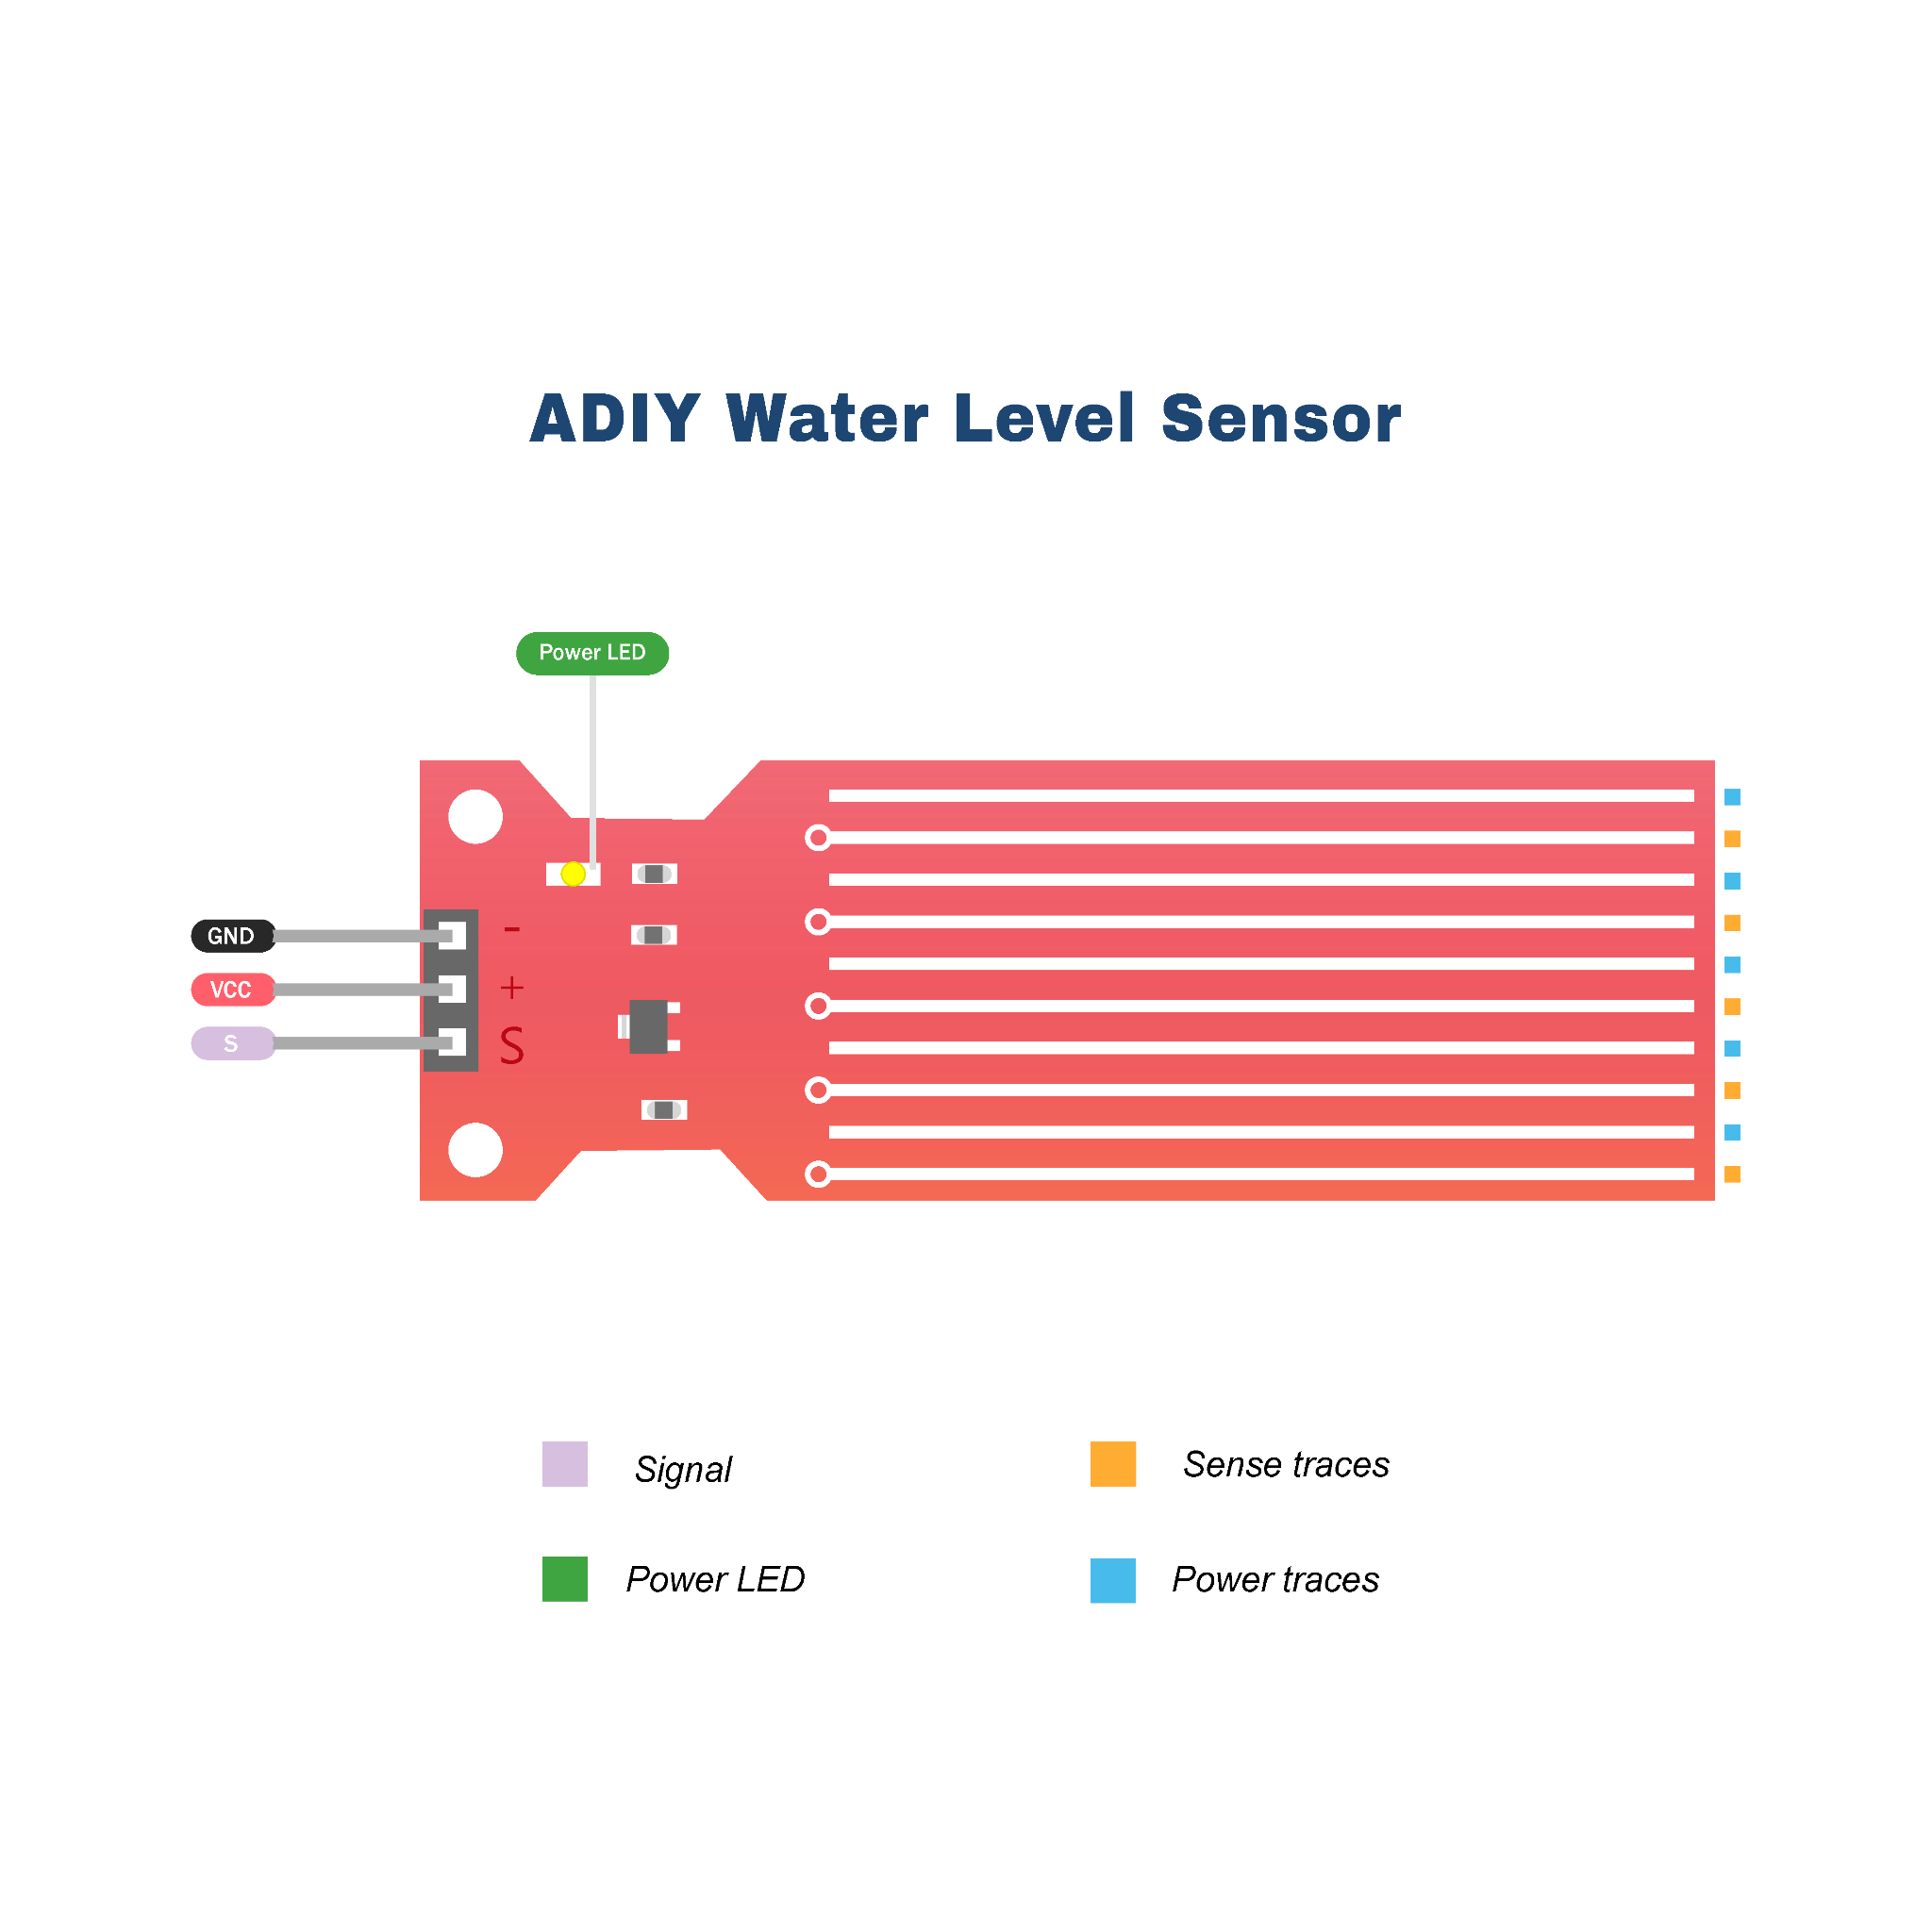 ADIY Water Level Sensor
Power LED
GND
-
VCC
+
S
S
Signal
Sense traces
Power LED
Power traces